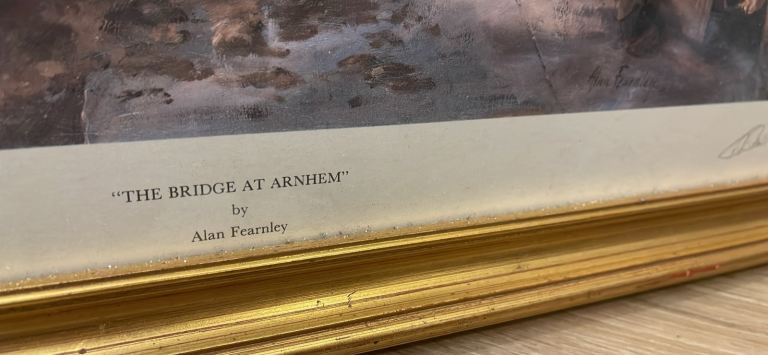 Alan Fearnley
“THE BRIDGE AT ARNHEM”
by
Alan Fearnley